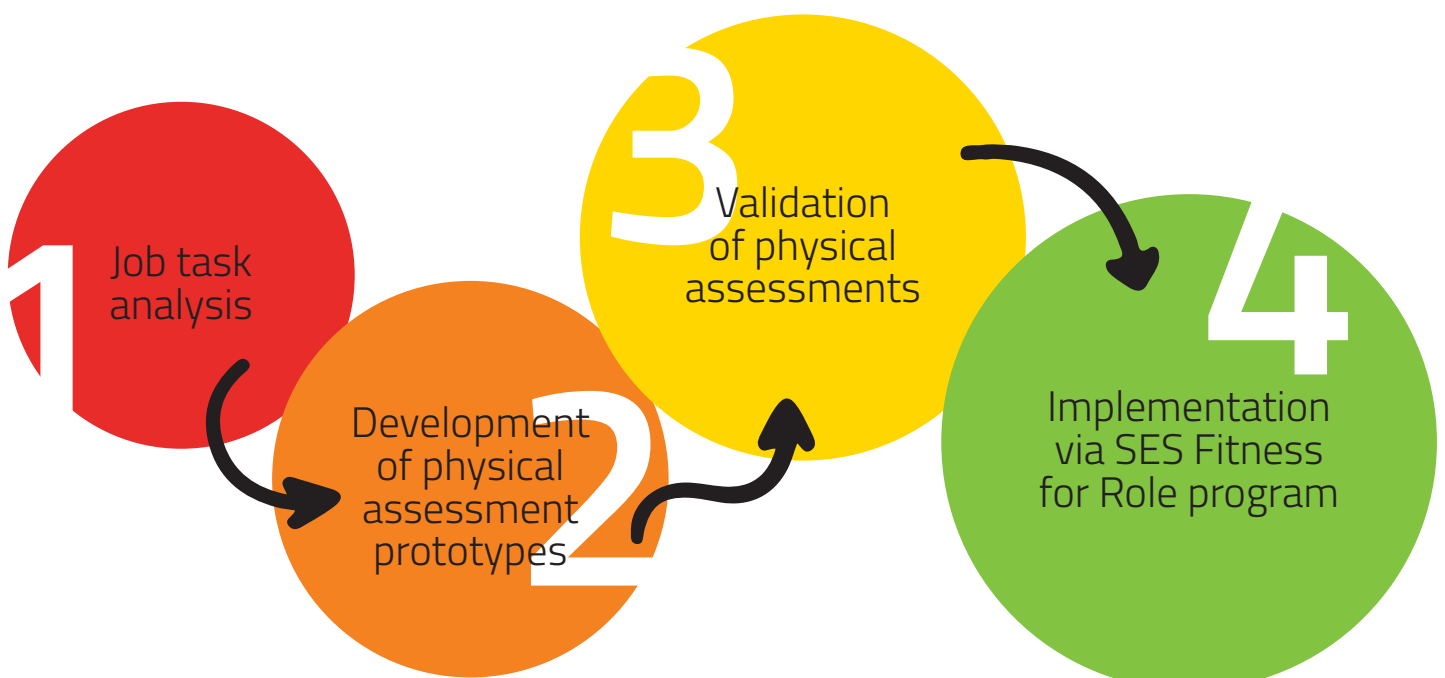 1
Job task
analysis
2
Development
of physical
assessment
prototypes
3
Validation
of physical
assessments
4
Implementation
via SES Fitness
for Role program